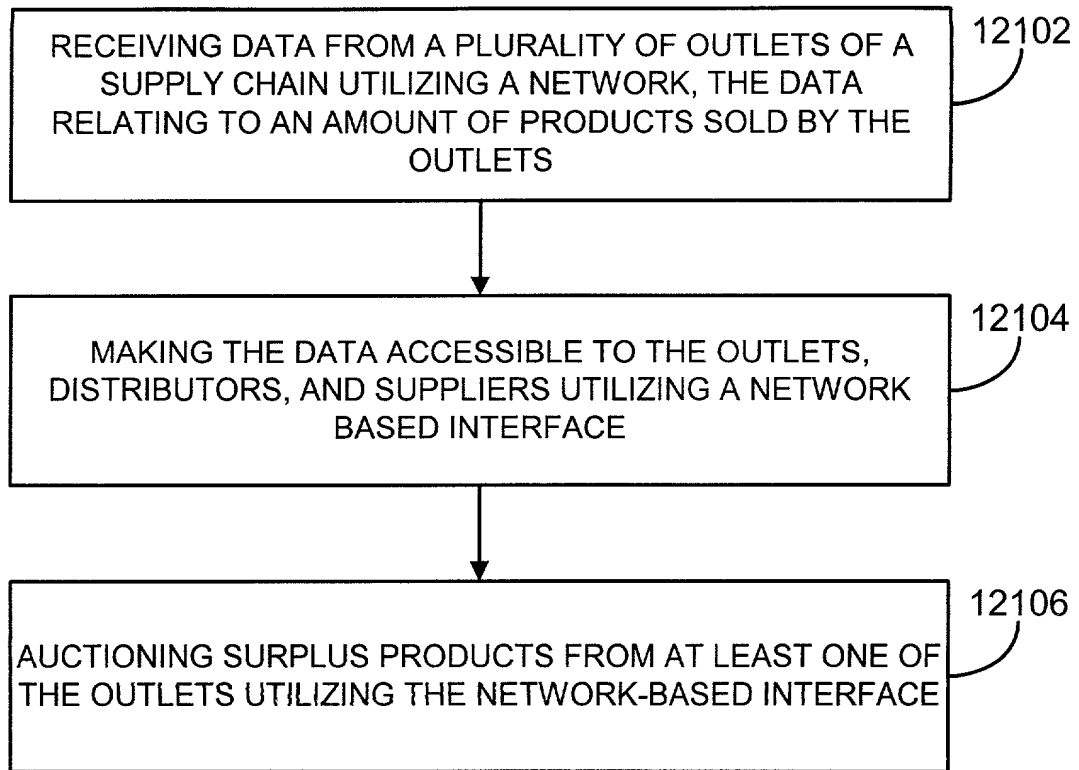 RECEIVING DATA FROM A PLURALITY OF OUTLETS OF A
SUPPLY CHAIN UTILIZING A NETWORK, THE DATA
RELATING TO AN AMOUNT OF PRODUCTS SOLD BY THE
OUTLETS
12102
MAKING THE DATA ACCESSIBLE TO THE OUTLETS,
DISTRIBUTORS, AND SUPPLIERS UTILIZING A NETWORK
BASED INTERFACE
12104
AUCTIONING SURPLUS PRODUCTS FROM AT LEAST ONE OF
THE OUTLETS UTILIZING THE NETWORK-BASED INTERFACE
12106